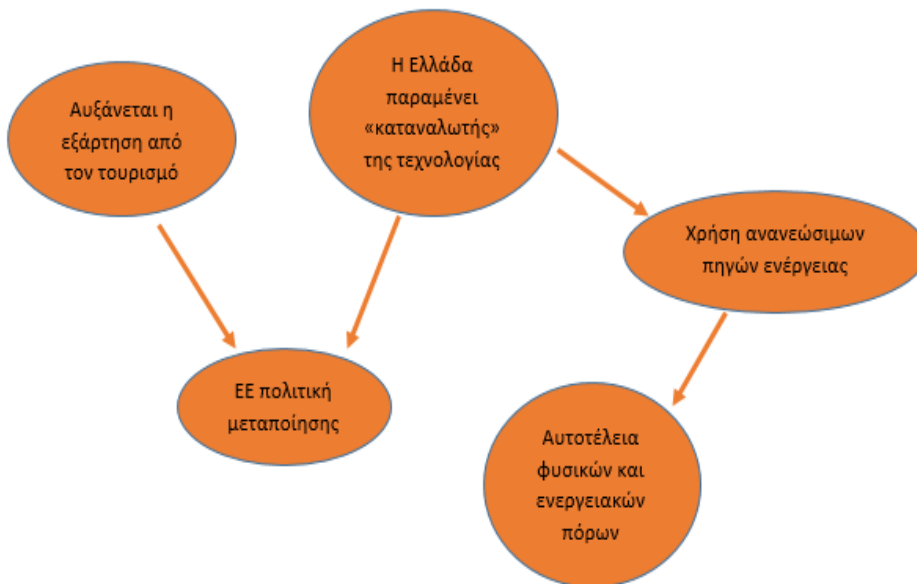 Αυξάνεται η
εξάρτηση από
τον τουρισμό
Η Ελλάδα
παραμένει
«καταναλωτής»
της τεχνολογίας
Χρήση ανανεώσιμων
πηγών ενέργειας
ΕΕ πολιτική
μεταποίησης
Αυτοτέλεια
φυσικών και
ενεργειακών
πόρων